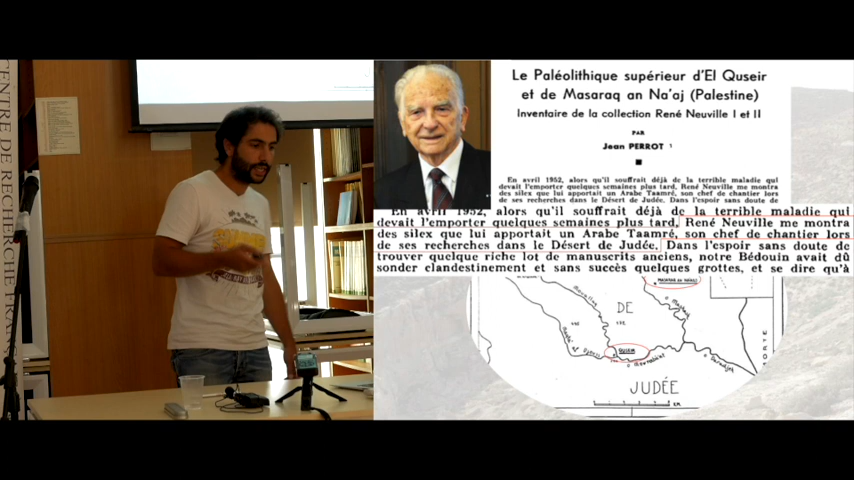 CENTRE DE RECHERCHE FRAN
Le Paléolithique supérieur d'El Quseir
et de Masaraq an Na'aj (Palestine)
Inventaire de la collection René Neuville I et II
PAR
Jean PERROT
En avril 1952, alors qu'il souffrait déjà de la terrible maladie qui
devait l'emporter quelques semaines plus tard, René Neuville me montra
des silex que lui apportait un Arabe Taamré, son chef de chantier lors
de ses recherches dans le Désert de Judée. Dans l'espoir sans doute de
En avril 1952, alors qu'il souffrait déjà de la terrible maladie qui
devait l'emporter quelques semaines plus tard, René Neuville me montra
des silex que lui apportait un Arabe Taamré, son chef de chantier lors
de ses recherches dans le Désert de Judée. Dans l'espoir sans doute de
trouver quelque riche lot de manuscrits anciens, notre Bédouin avait dû
sonder clandestinement et sans succès quelques grottes, et se dire qu'à
DE
QUSEIR
MORTE
JUDÉE